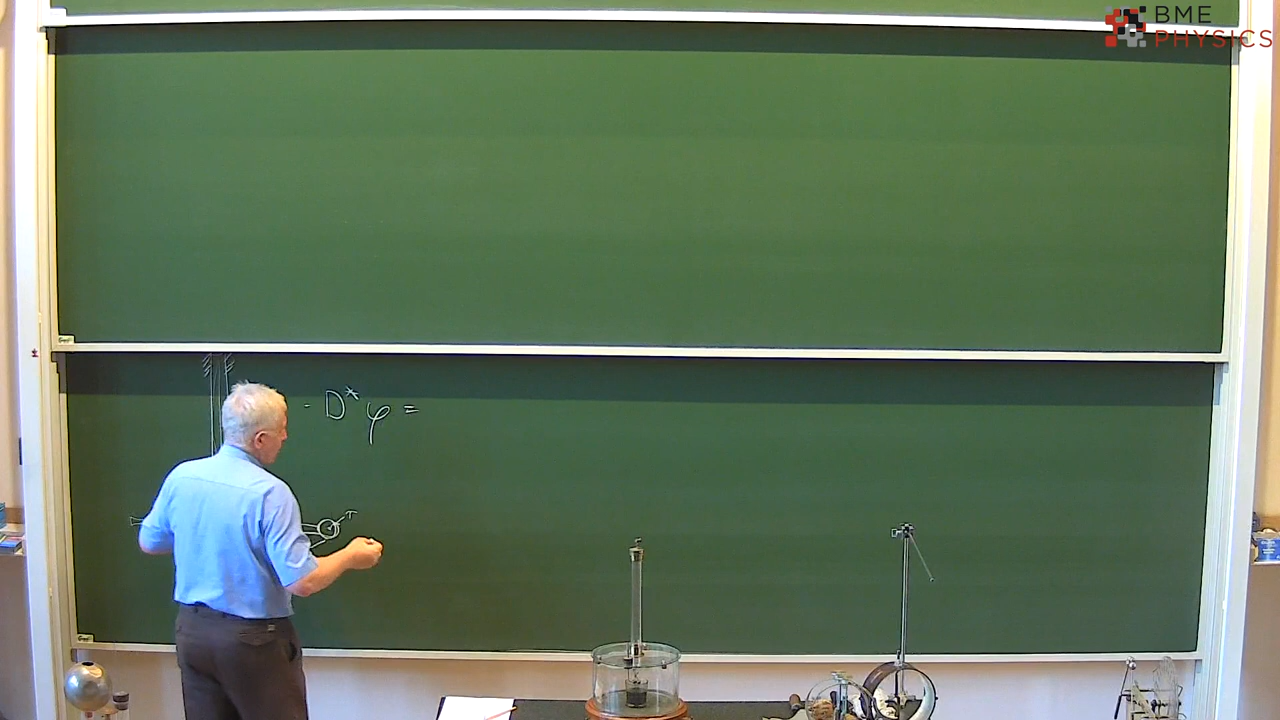 BME
PHYSICS
- D* φ =
r